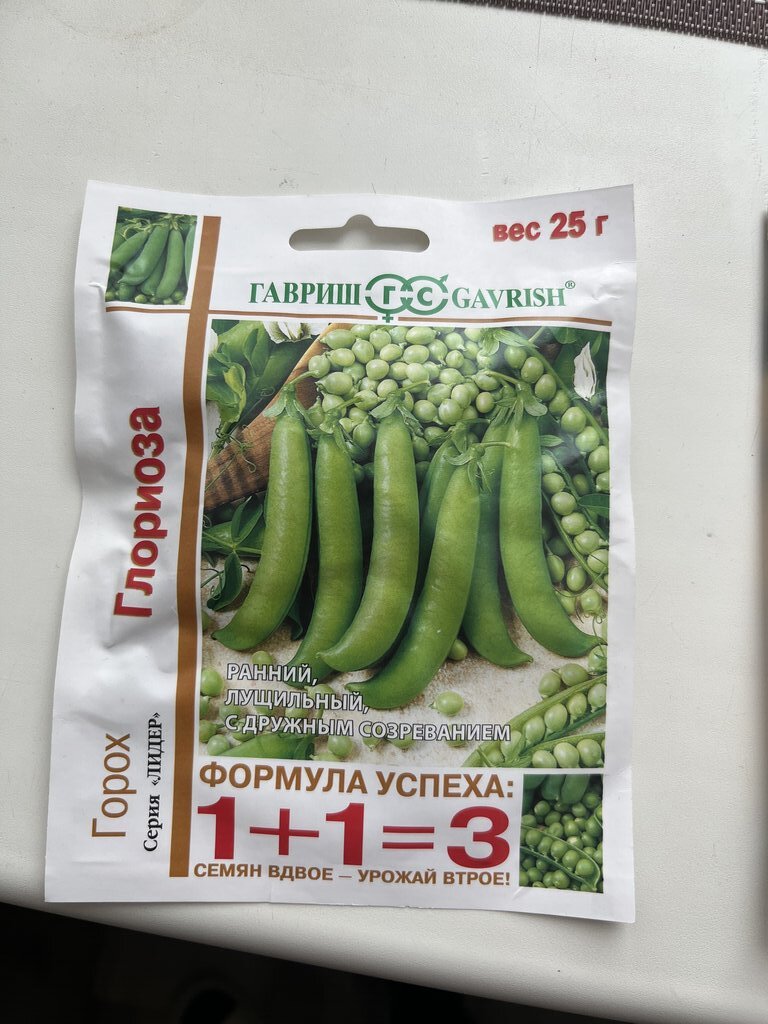 вес 25 г
ГАВРИШ ГС GAVRISH®
Глориоза
Горох
Серия «ЛИДЕР»
РАННИЙ,
ЛУЩИЛЬНЫЙ,
С ДРУЖНЫМ СОЗРЕВАНИЕМ
ФОРМУЛА УСПЕХА:
1+1=3
СЕМЯН ВДВОЕ – УРОЖАЙ ВТРОЕ!